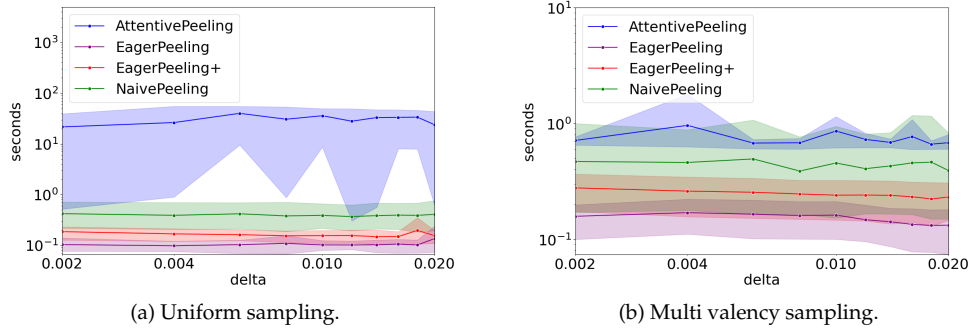 AttentivePeeling
EagerPeeling
EagerPeeling+
NaivePeeling
10³
10²
10¹
10⁰
10⁻¹
seconds
0.002
0.004
0.010
0.020
delta
(a) Uniform sampling.
AttentivePeeling
EagerPeeling
EagerPeeling+
NaivePeeling
10¹
10⁰
10⁻¹
seconds
0.002
0.004
0.010
0.020
delta
(b) Multi valency sampling.